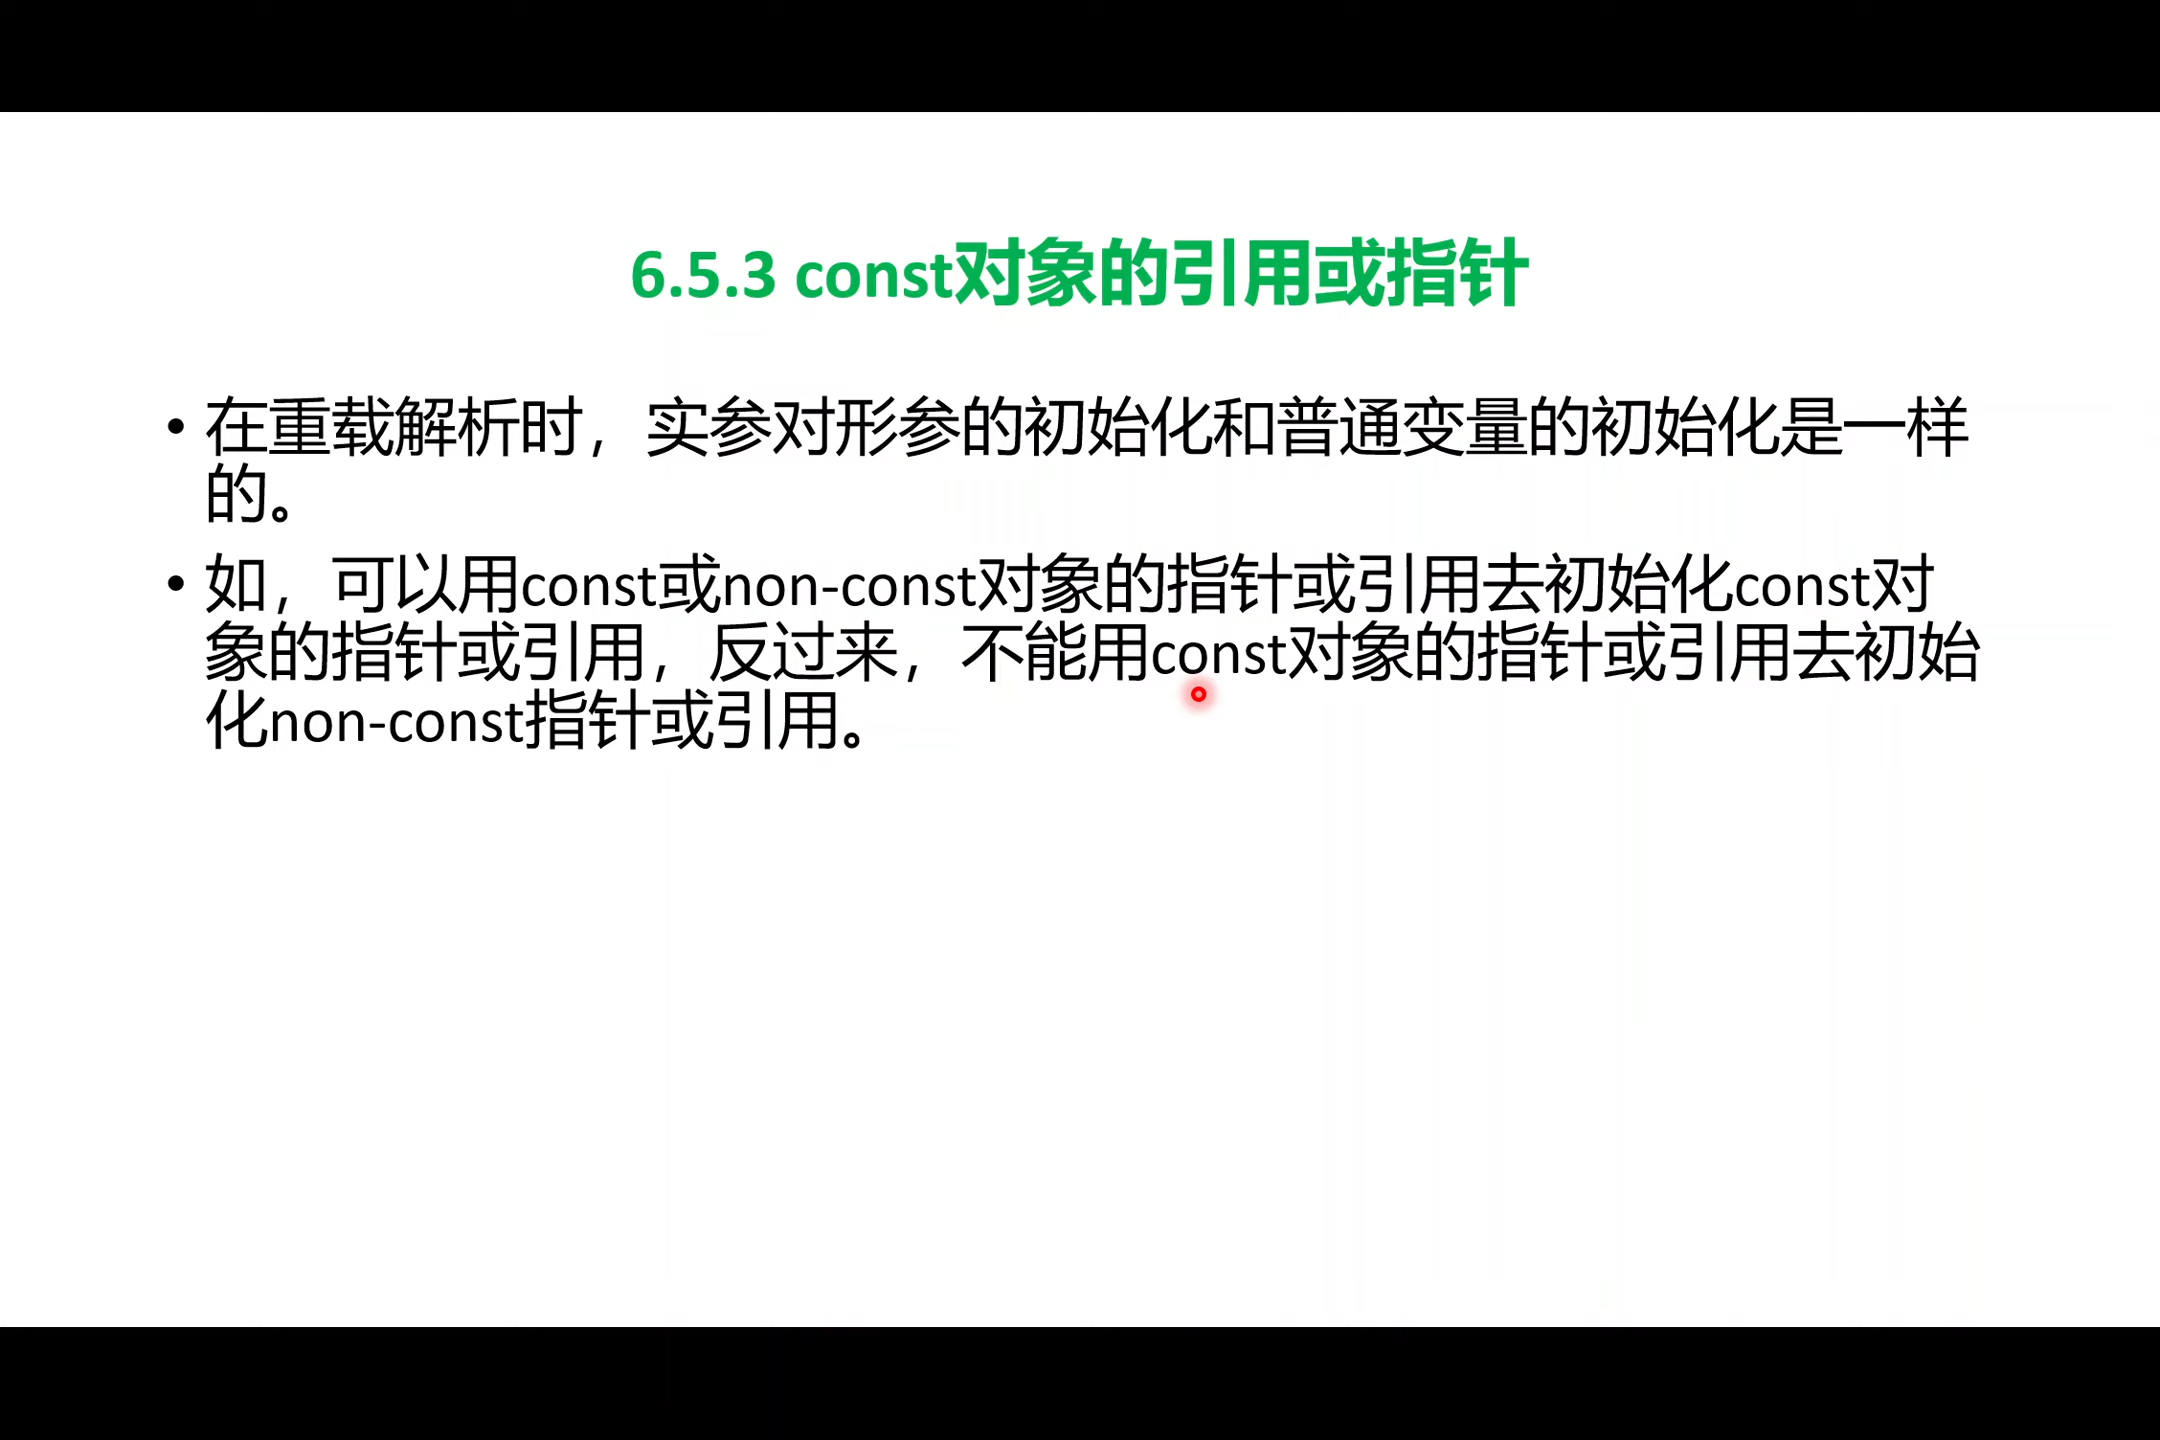 6.5.3 const对象的引用或指针
• 在重载解析时，实参对形参的初始化和普通变量的初始化是一样
的。
• 如，可以用const或non-const对象的指针或引用去初始化const对
象的指针或引用，反过来，不能用const对象的指针或引用去初始
化non-const指针或引用。